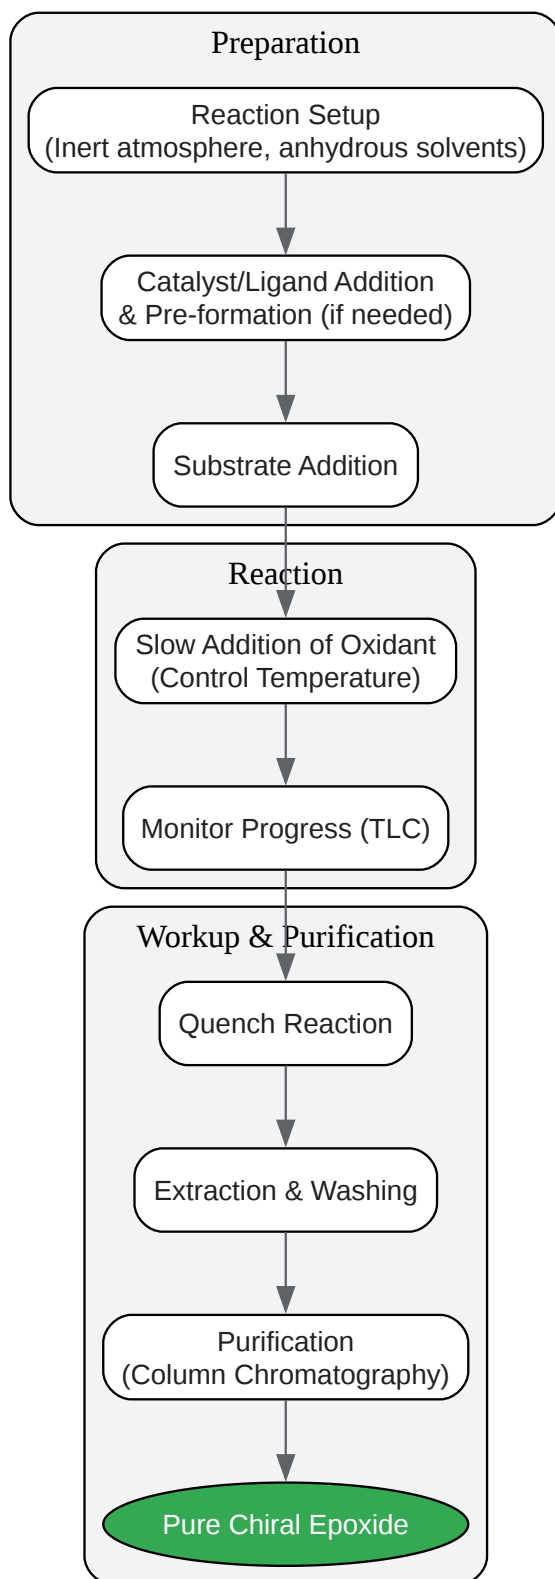 Preparation
Reaction Setup
(Inert atmosphere, anhydrous solvents)
Catalyst/Ligand Addition
& Pre-formation (if needed)
Substrate Addition
Reaction
Slow Addition of Oxidant
(Control Temperature)
Monitor Progress (TLC)
Workup & Purification
Quench Reaction
Extraction & Washing
Purification
(Column Chromatography)
Pure Chiral Epoxide